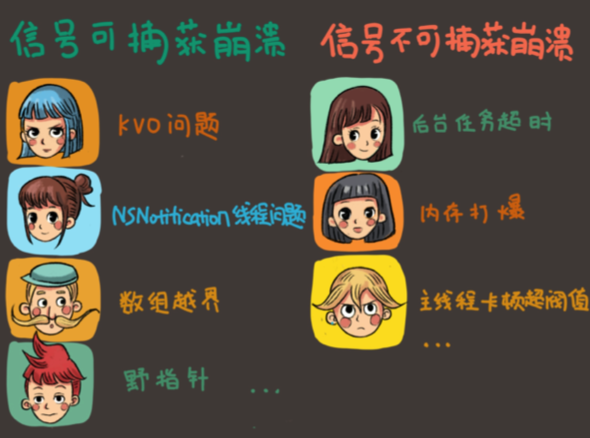 信号可捕获崩溃
KVO问题
NSNotification线程问题
数组越界
野指针 ...
信号不可捕获崩溃
后台任务超时
内存打爆
主线程卡顿超阈值
...